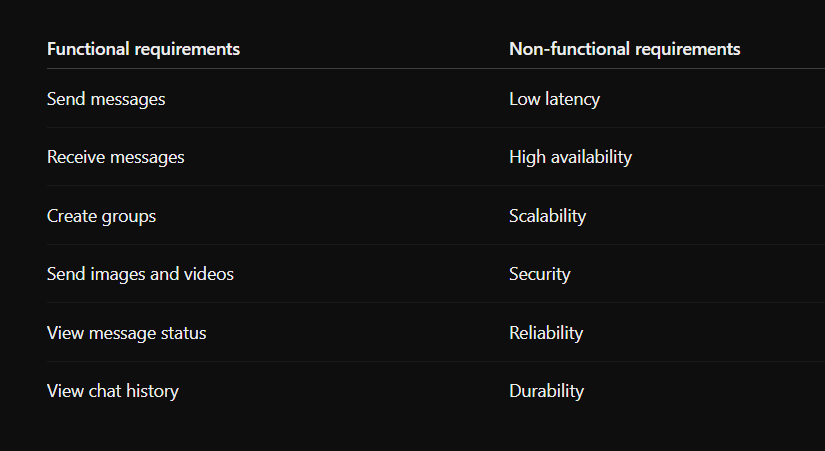 Functional requirements Non-functional requirements
Send messages Low latency
Receive messages High availability
Create groups Scalability
Send images and videos Security
View message status Reliability
View chat history Durability